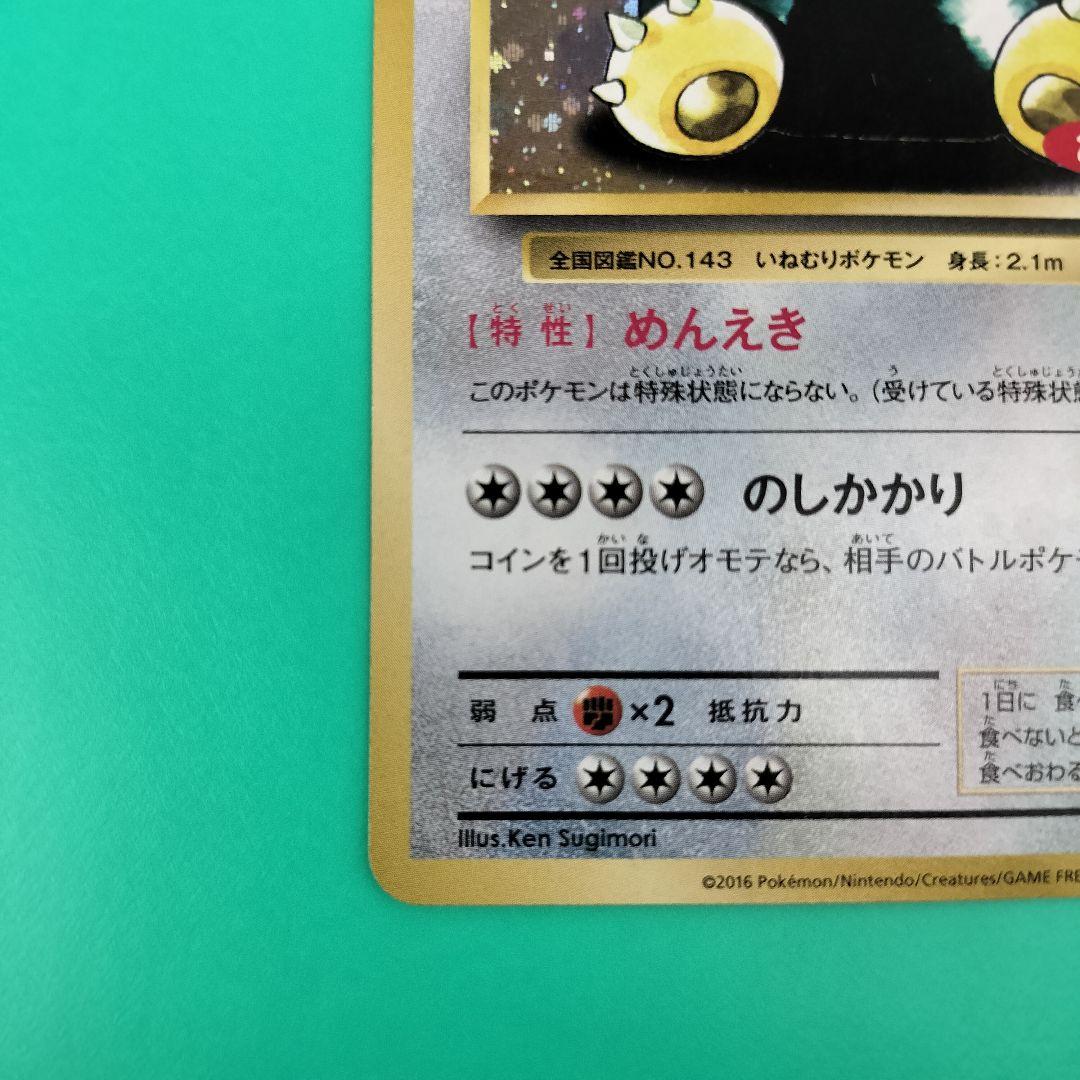 全国図鑑NO.143 いねむりポケモン 身長:2.1m
とく せい
【特性】 めんえき
とくしゅじょうたい う とくしゅじょう
このポケモンは特殊状態にならない。(受けている特殊状
のしかかり
かい な あいて
コインを1回投げオモテなら、相手のバトルポケ
弱点 ×2 抵抗力
にげる
にち た
1日に 食
た
食べないと
た
食べおわる
Illus.Ken Sugimori
©2016 Pokémon/Nintendo/Creatures/GAME FRE